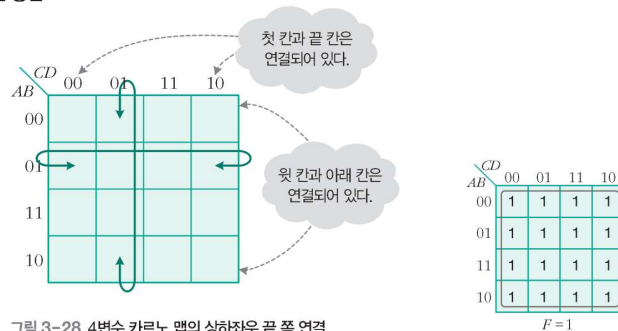 첫 칸과 끝 칸은
연결되어 있다.
CD
AB
00 01 11 10
00
01
11
10
윗 칸과 아래 칸은
연결되어 있다.
CD
AB
00 01 11 10
00 1 1 1 1
01 1 1 1 1
11 1 1 1 1
10 1 1 1 1
F = 1
그림 3-28 4변수 카르노 맵의 상하좌우 끝 쪽 연결